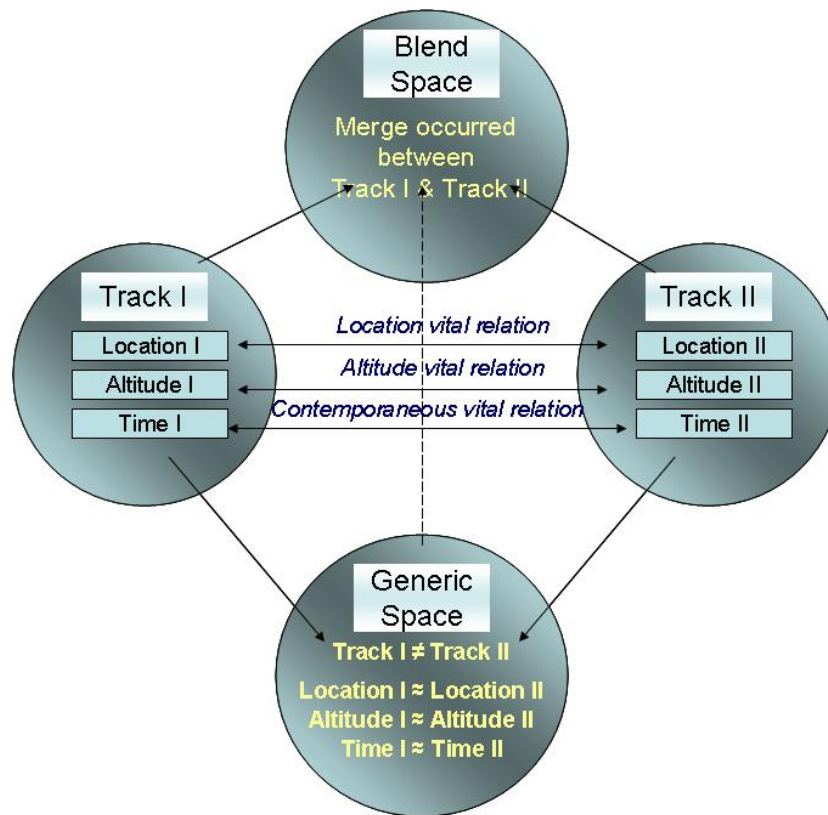 Blend
Space
Merge occurred
between
Track I & Track II
Track I
Location I
Altitude I
Time I
Location vital relation
Altitude vital relation
Contemporaneous vital relation
Track II
Location II
Altitude II
Time II
Generic
Space
Track I ≠ Track II
Location I ≈ Location II
Altitude I ≈ Altitude II
Time I ≈ Time II